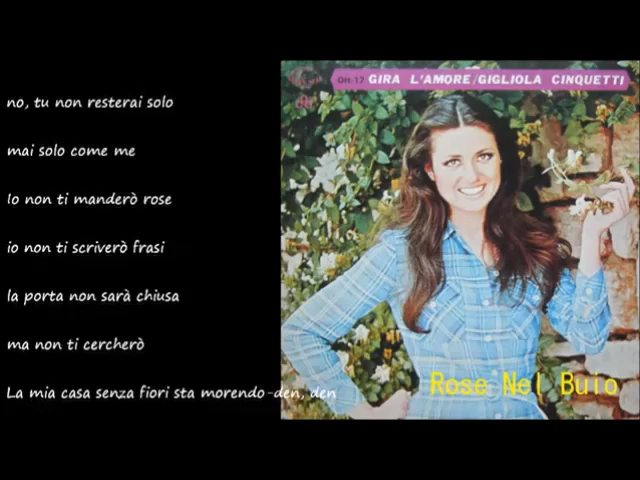 no, tu non resterai solo
mai solo come me
Io non ti manderò rose
io non ti scriverò frasi
la porta non sarà chiusa
ma non ti cercherò
La mia casa senza fiori sta morendo-den, den
GIRA L'AMORE/GIGLIOLA CINQUETTI
Rose Nel Buio